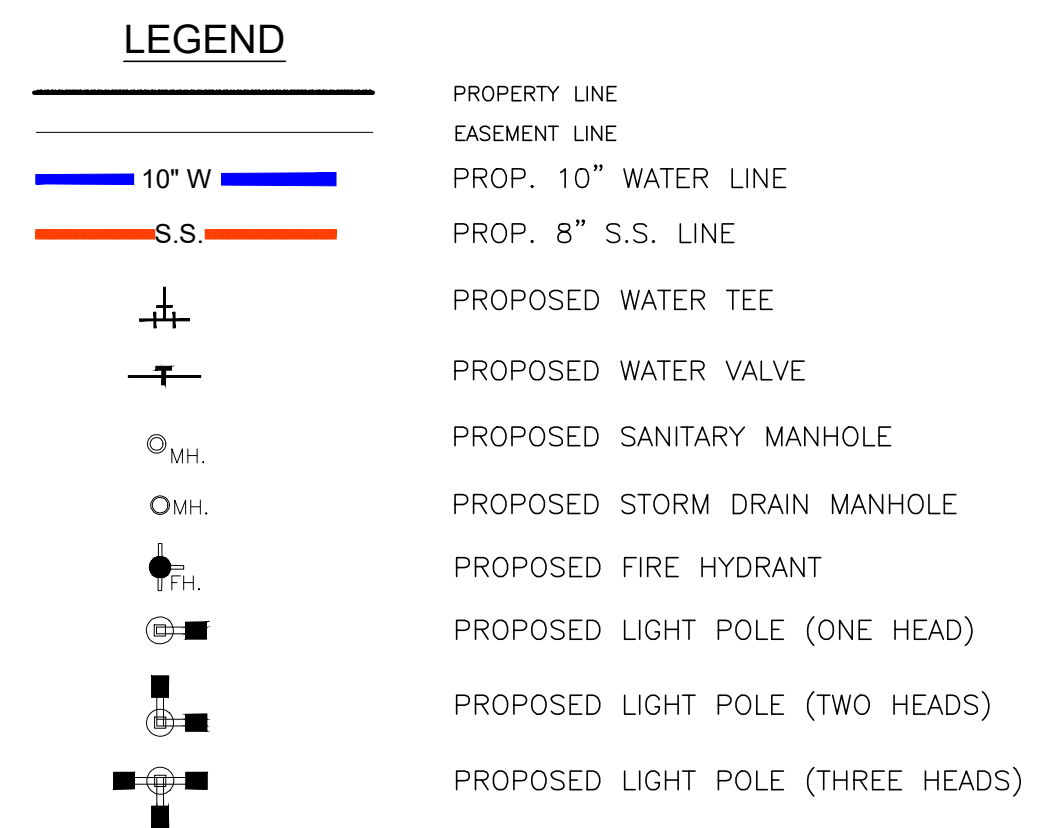 LEGEND
PROPERTY LINE
EASEMENT LINE
10" W PROP. 10" WATER LINE
S.S. PROP. 8" S.S. LINE
PROPOSED WATER TEE
PROPOSED WATER VALVE
MH. PROPOSED SANITARY MANHOLE
MH. PROPOSED STORM DRAIN MANHOLE
FH. PROPOSED FIRE HYDRANT
PROPOSED LIGHT POLE (ONE HEAD)
PROPOSED LIGHT POLE (TWO HEADS)
PROPOSED LIGHT POLE (THREE HEADS)